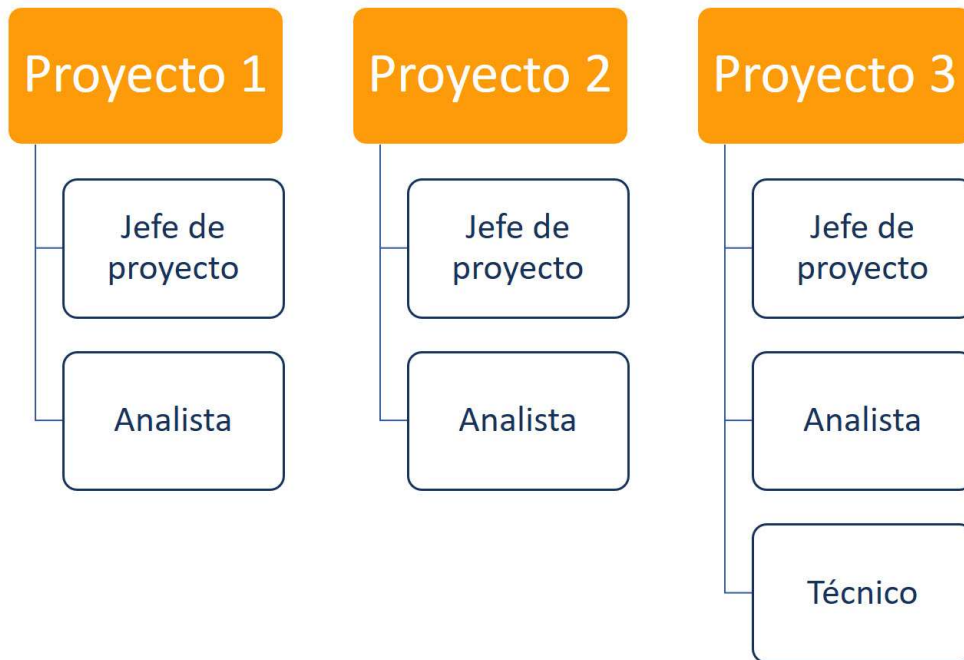 Proyecto 1
Jefe de
proyecto
Analista
Proyecto 2
Jefe de
proyecto
Analista
Proyecto 3
Jefe de
proyecto
Analista
Técnico